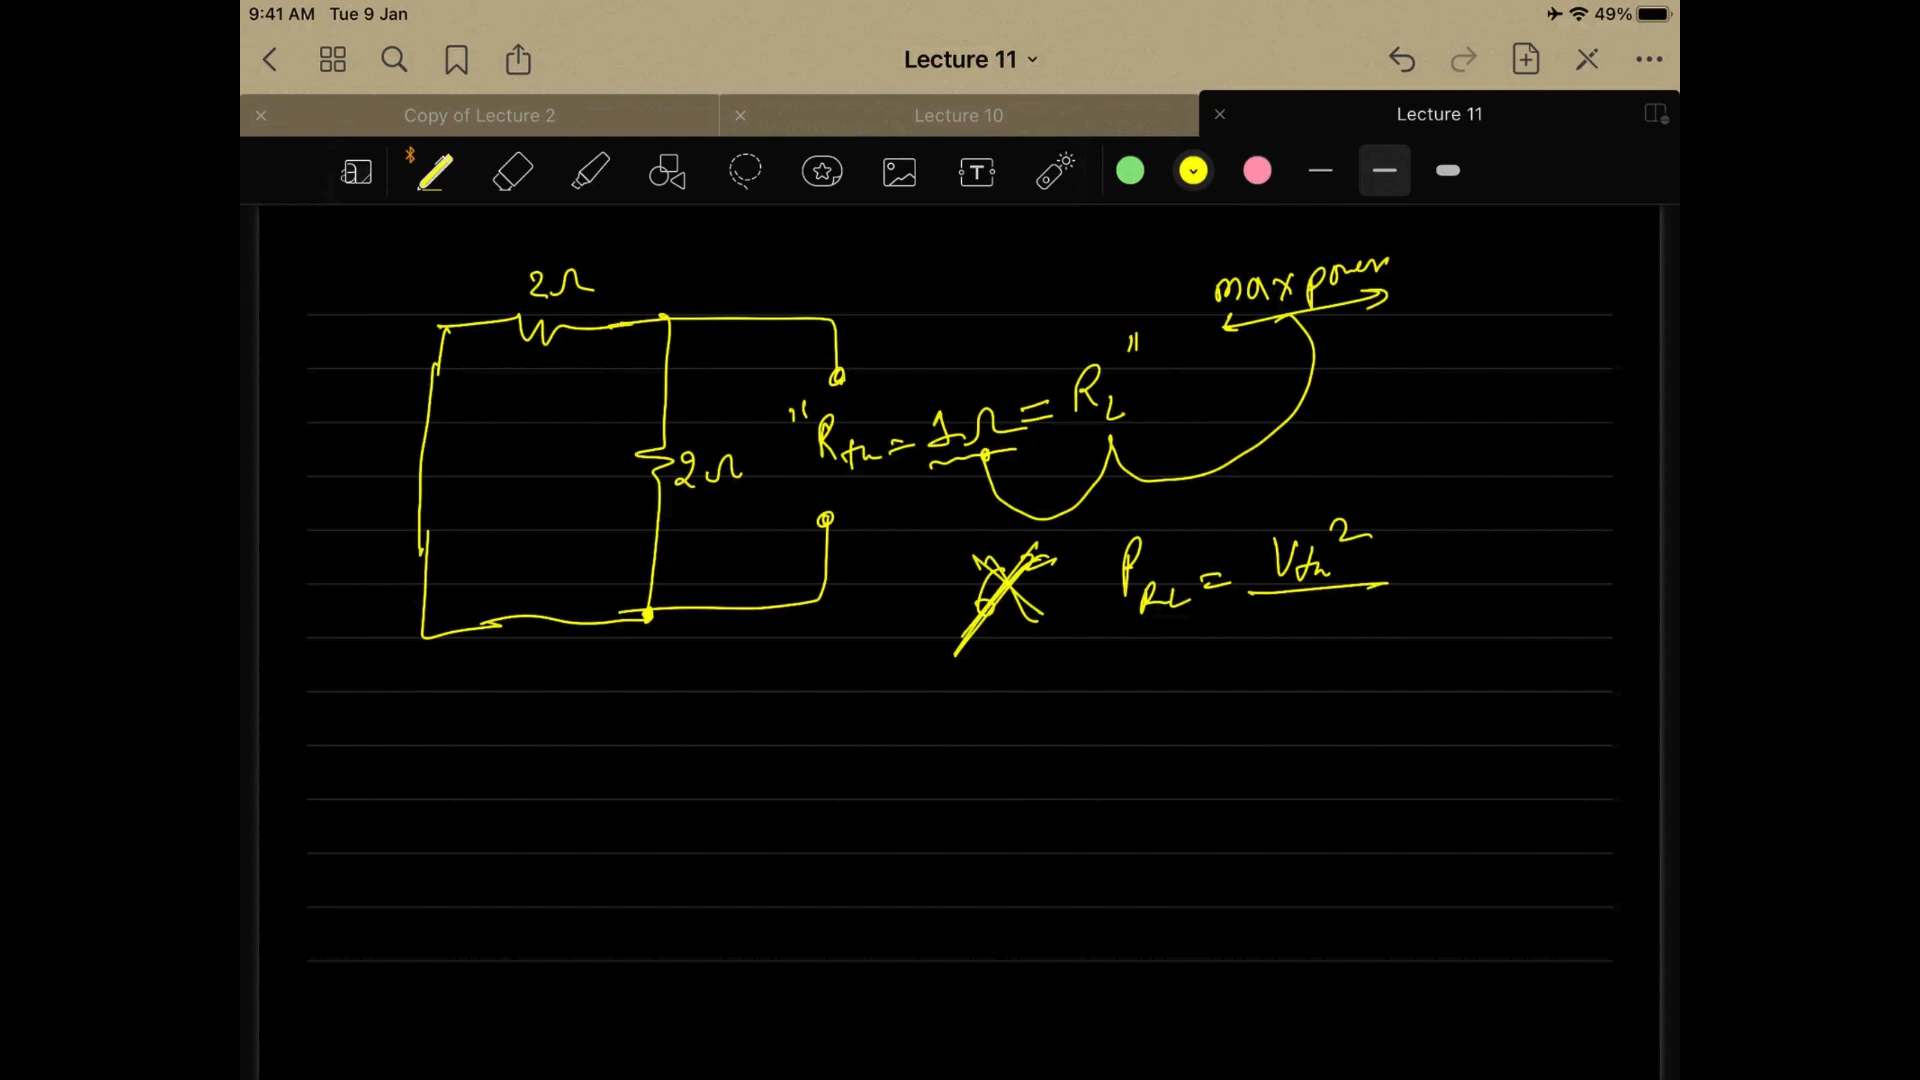 9:41 AM Tue 9 Jan
49%
Lecture 11
Copy of Lecture 2
Lecture 10
Lecture 11
T
2Ω
max power
"Rth = 1Ω = RL"
2Ω
PRL = Vth²